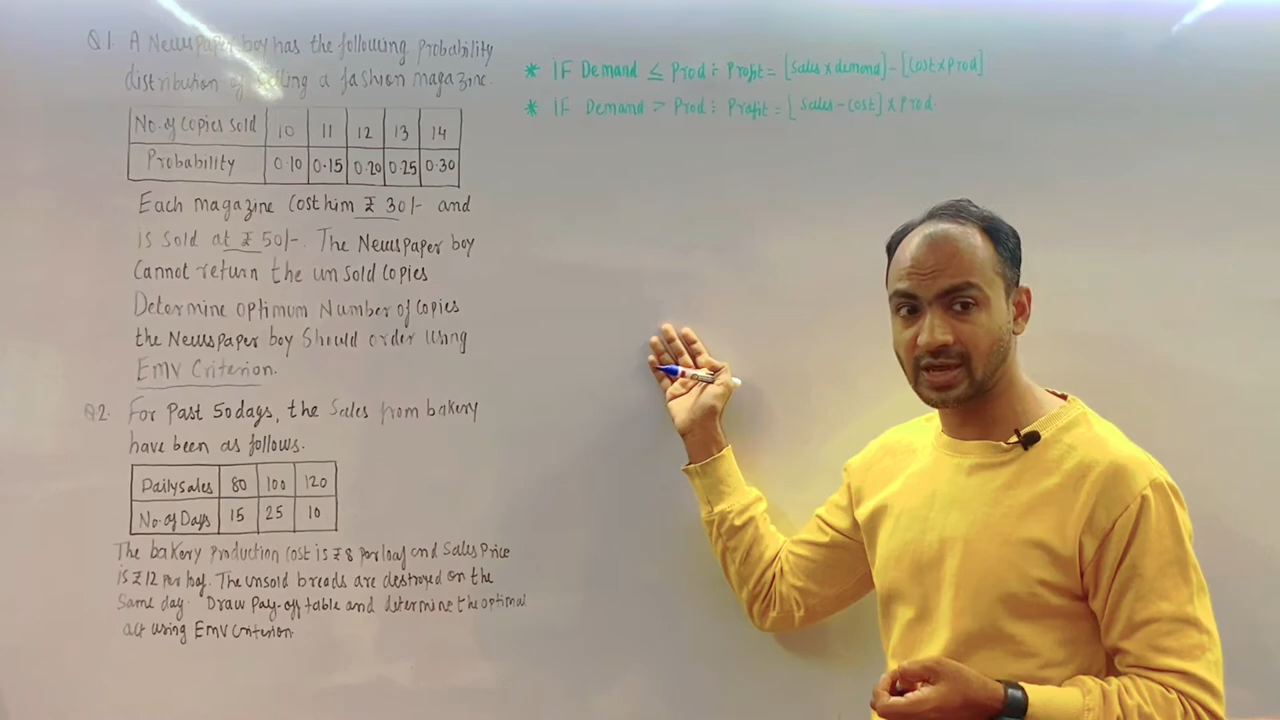 Q1. A Newspaper boy has the following Probability
distribution of selling a fashion magazine.
No. of Copies Sold 10 11 12 13 14
Probability 0.10 0.15 0.20 0.25 0.30
Each magazine Cost him ₹ 30/- and
is Sold at ₹ 50/-. The Newspaper boy
Cannot return the unsold Copies
Determine optimum Number of Copies
the Newspaper boy Should order Using
EMV Criterion.
Q2. For Past 50 days, the Sales from bakery
have been as follows.
Daily sales 80 100 120
No. of Days 15 25 10
The bakery Production Cost is ₹ 8 Per loaf and Sales Price
is ₹ 12 Per loaf. The unsold breads are destroyed on the
Same day. Draw Pay-off table and determine the optimal
act using EMV Criterion.
* IF Demand ≤ Prod : Profit = [Sales × demand] - [Cost × Prod]
* IF Demand > Prod : Profit = [Sales - Cost] × Prod.